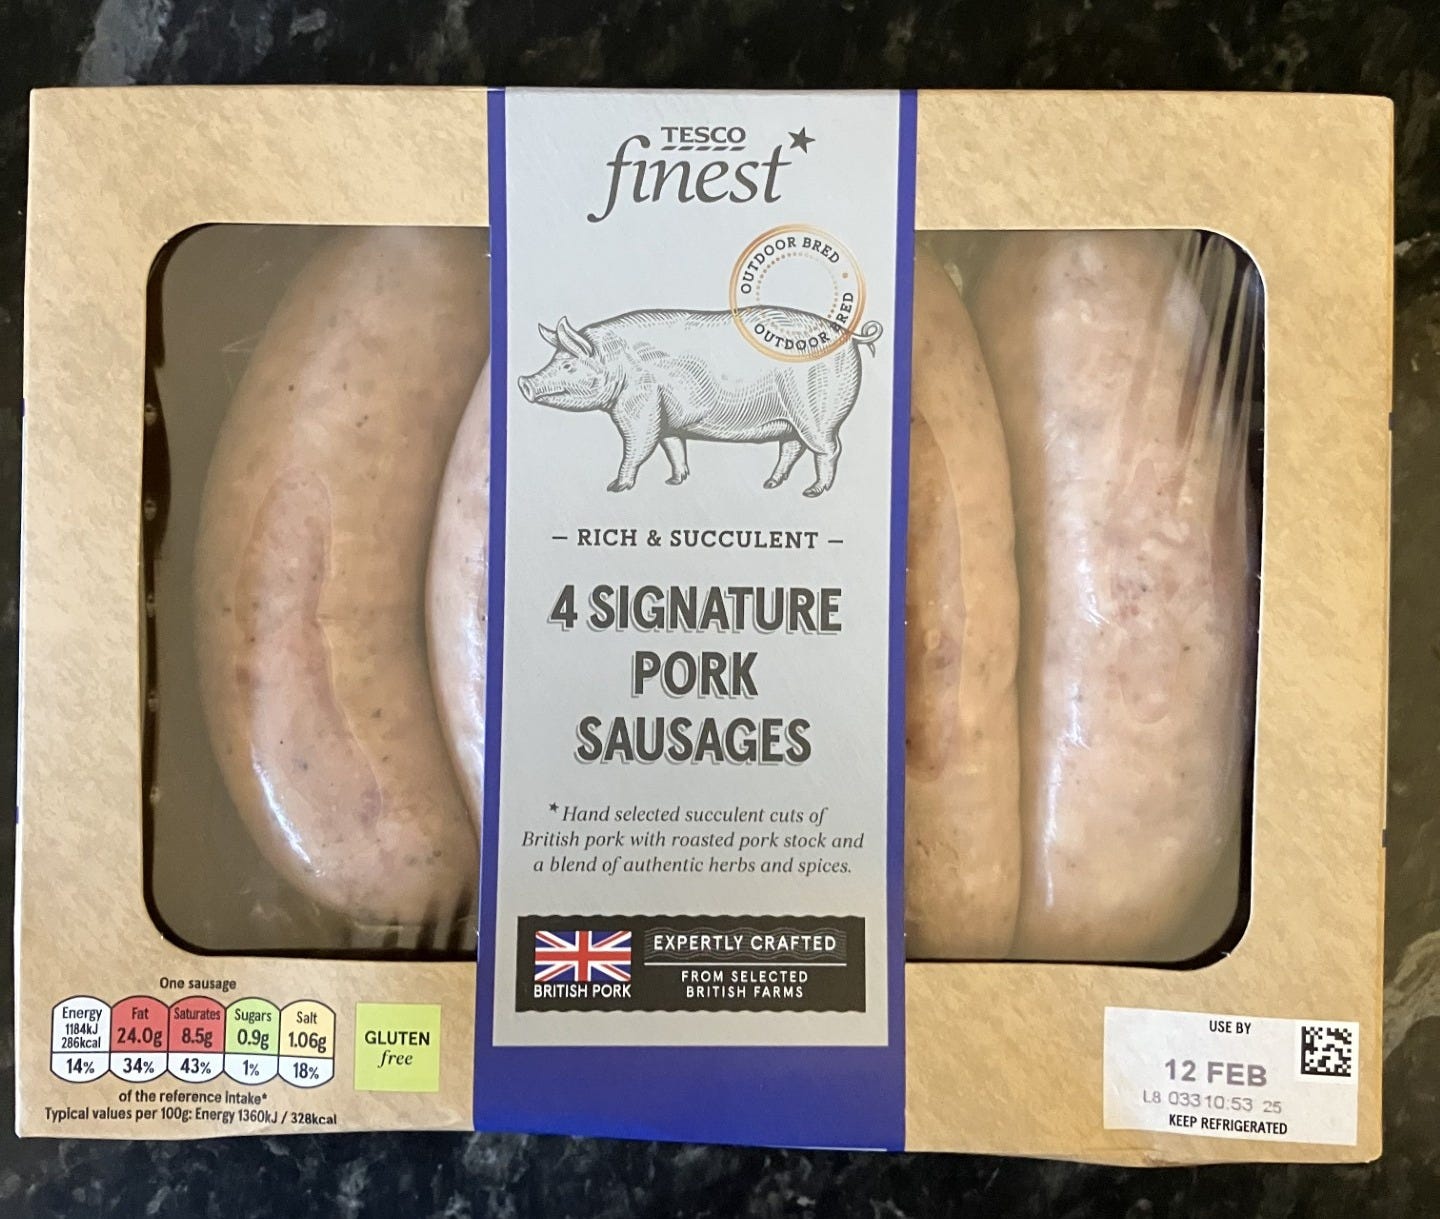 TESCO
finest*
OUTDOOR BRED • OUTDOOR BRED
– RICH & SUCCULENT –
4 SIGNATURE
PORK
SAUSAGES
*Hand selected succulent cuts of
British pork with roasted pork stock and
a blend of authentic herbs and spices.
BRITISH PORK
EXPERTLY CRAFTED
FROM SELECTED
BRITISH FARMS
One sausage
Energy 1184kJ 286kcal 14%
Fat 24.0g 34%
Saturates 8.5g 43%
Sugars 0.9g 1%
Salt 1.06g 18%
of the reference intake*
Typical values per 100g: Energy 1360kJ / 328kcal
GLUTEN
free
USE BY
12 FEB
L8 033 10:53 25
KEEP REFRIGERATED